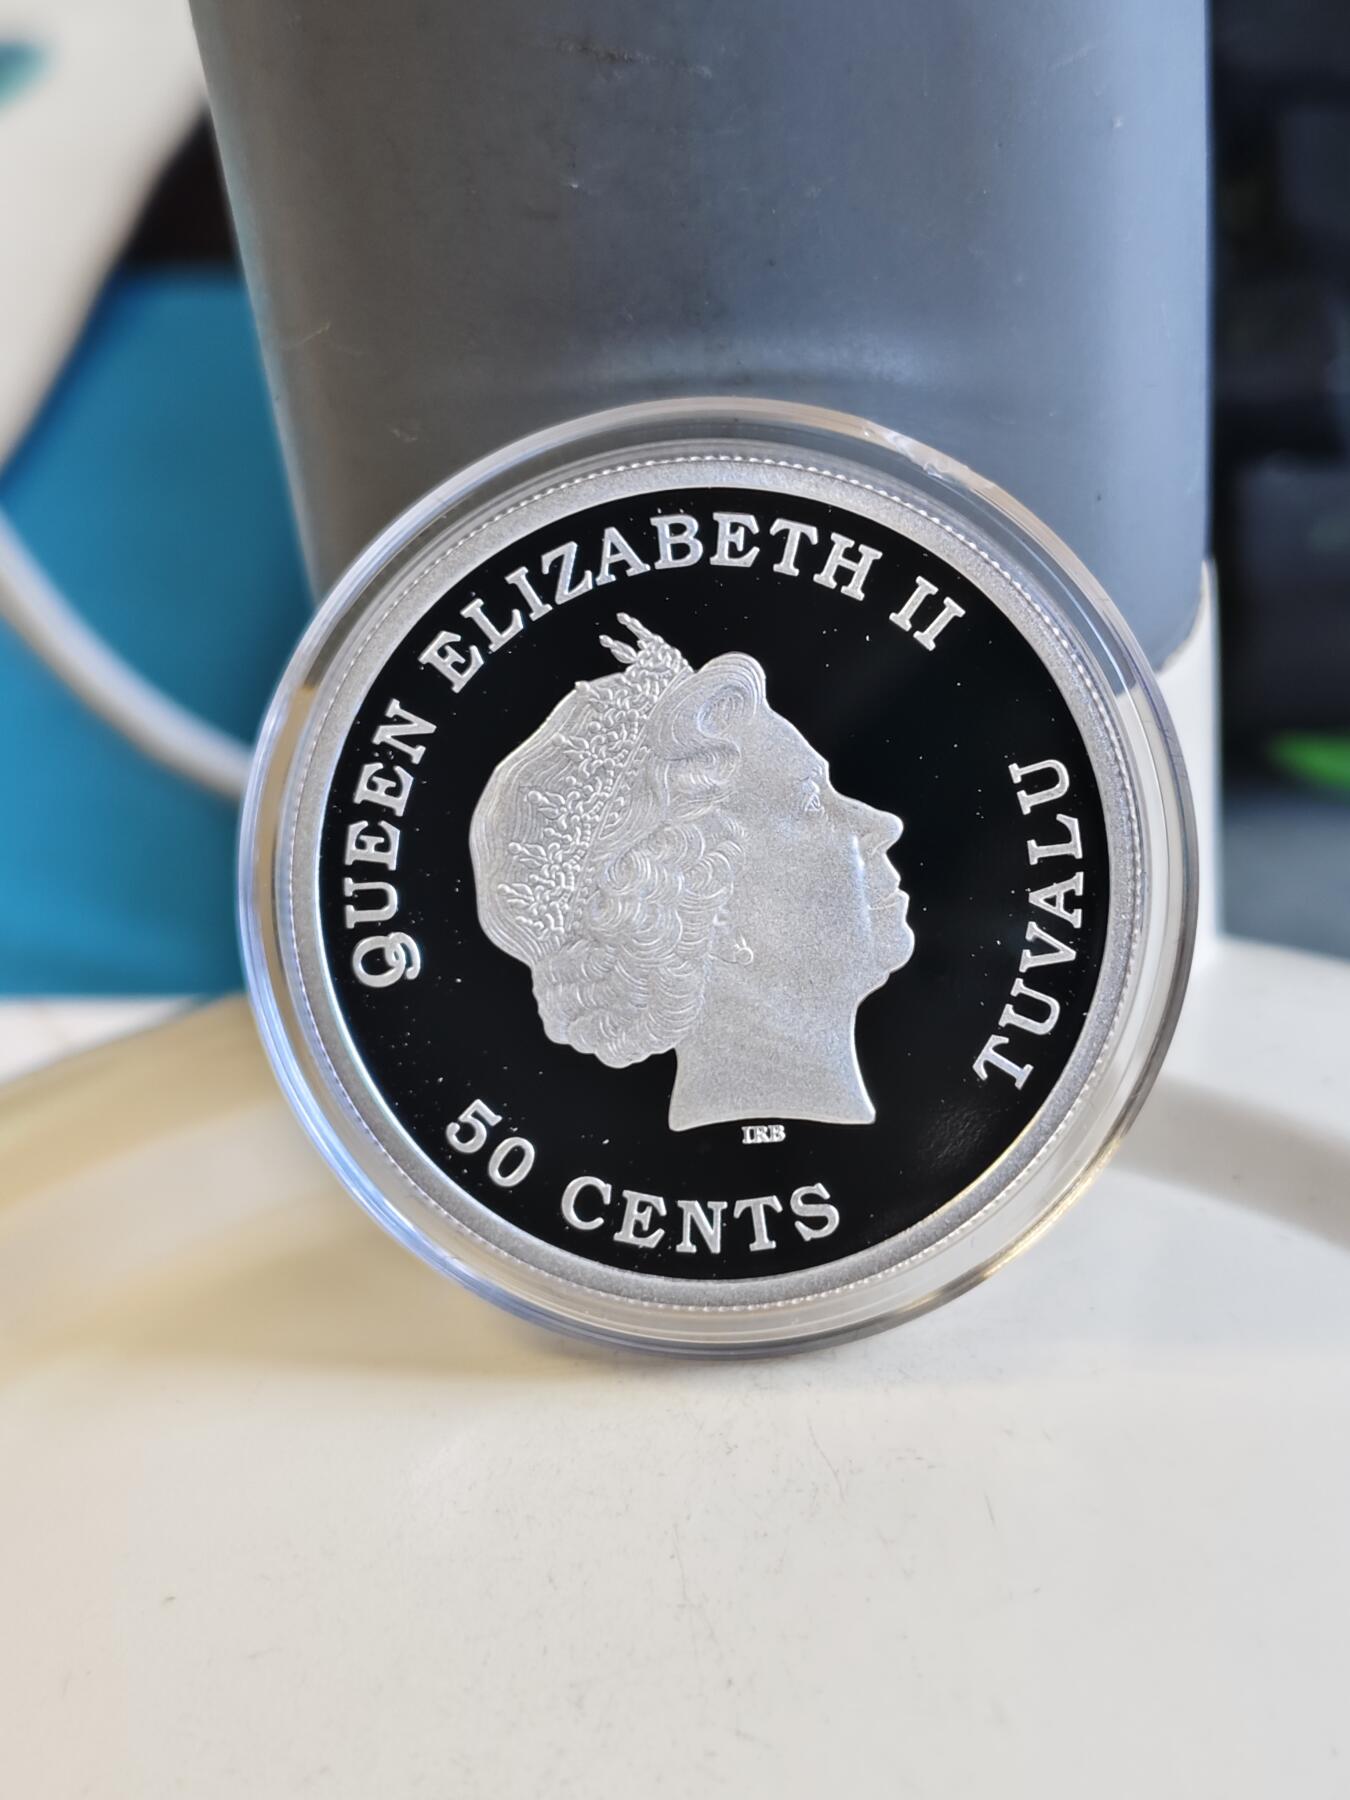 QUEEN ELIZABETH II
TUVALU
50 CENTS
IRB